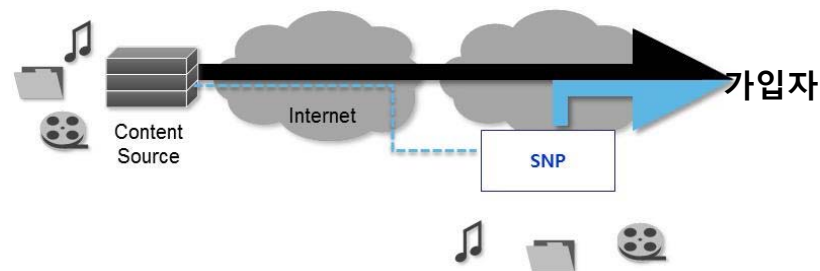 가입자
Internet
Content
Source
SNP